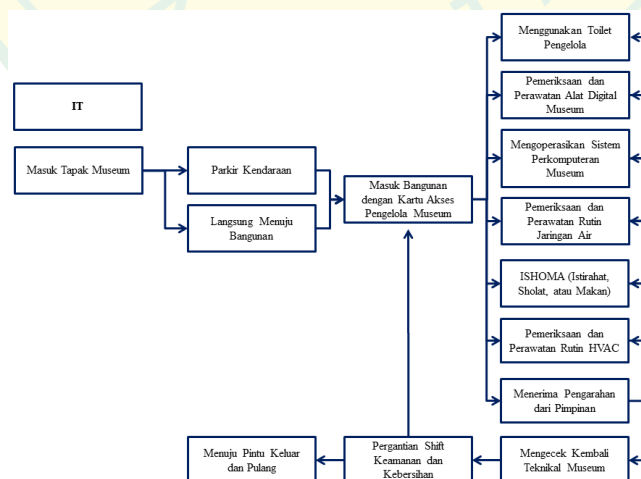 IT
Masuk Tapak Museum
Parkir Kendaraan
Langsung Menuju
Bangunan
Masuk Bangunan
dengan Kartu Akses
Pengelola Museum
Menggunakan Toilet
Pengelola
Pemeriksaan dan
Perawatan Alat Digital
Museum
Mengoperasikan Sistem
Perkomputeran
Museum
Pemeriksaan dan
Perawatan Rutin
Jaringan Air
ISHOMA (Istirahat,
Sholat, atau Makan)
Pemeriksaan dan
Perawatan Rutin HVAC
Menerima Pengarahan
dari Pimpinan
Mengecek Kembali
Teknikal Museum
Pergantian Shift
Keamanan dan
Kebersihan
Menuju Pintu Keluar
dan Pulang